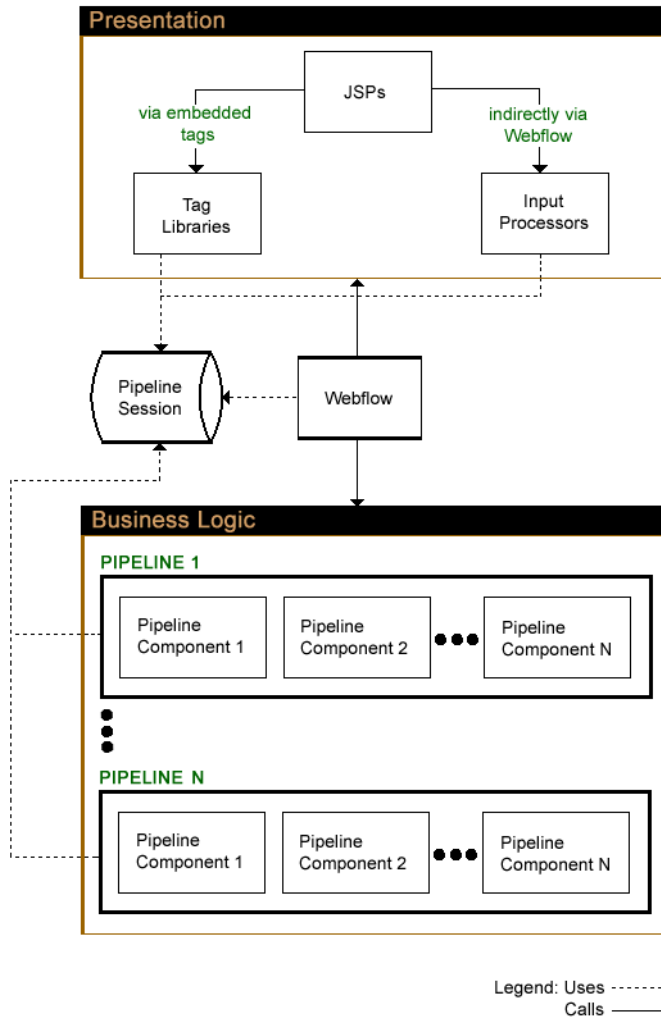 Presentation
JSPs
via embedded
tags
indirectly via
Webflow
Tag
Libraries
Input
Processors
Pipeline
Session
Webflow
Business Logic
PIPELINE 1
Pipeline
Component 1
Pipeline
Component 2
Pipeline
Component N
PIPELINE N
Pipeline
Component 1
Pipeline
Component 2
Pipeline
Component N
Legend: Uses
Calls